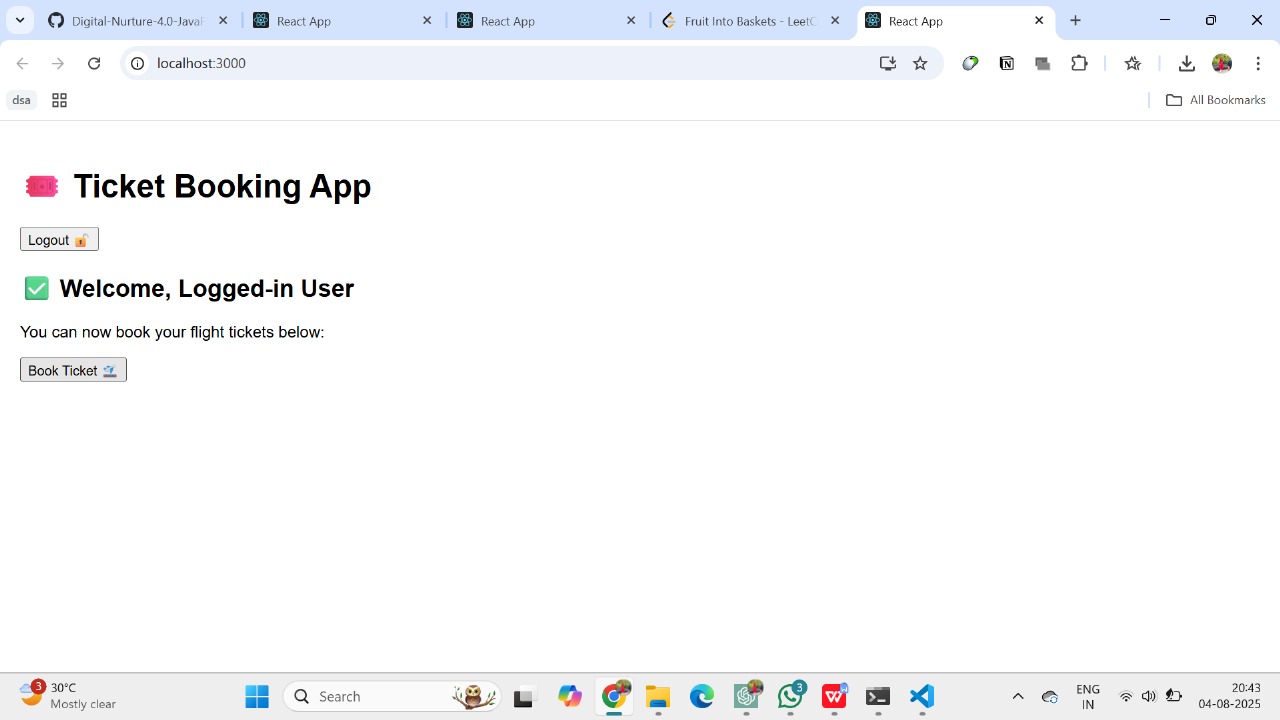 Digital-Nurture-4.0-JavaF
React App
React App
Fruit Into Baskets - LeetC
React App
localhost:3000
dsa
All Bookmarks
🎟️ Ticket Booking App
Logout 🔓
✅ Welcome, Logged-in User
You can now book your flight tickets below:
Book Ticket 🛫
3
30°C
Mostly clear
Search
3
W
ENG
IN
20:43
04-08-2025